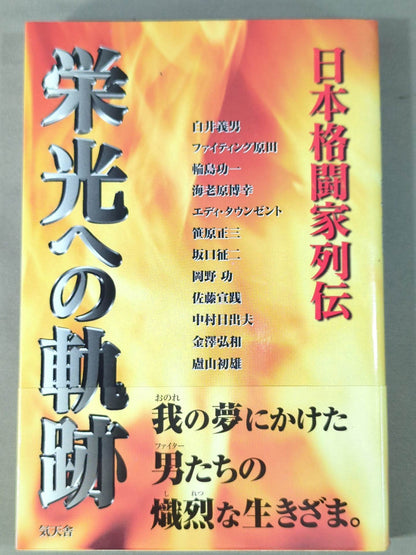 日本格闘家列伝
栄光への軌跡
白井義男
ファイティング原田
輪島功一
海老原博幸
エディ・タウンゼント
笹原正三
坂口征二
岡野 功
佐藤宣践
中村日出夫
金澤弘和
盧山初雄
おのれ
我の夢にかけた
ファイター
男たちの
しれつ
熾烈な生きざま。
気天舎